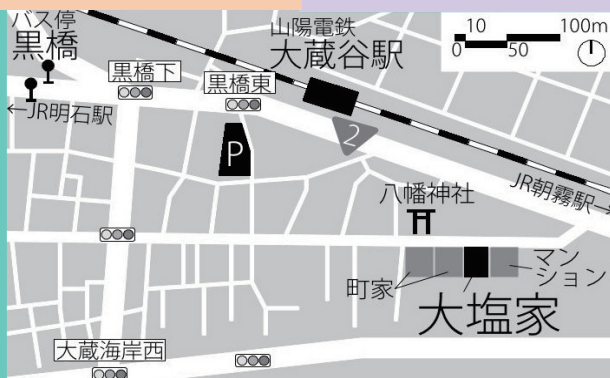 バス停
黒橋
山陽電鉄
大蔵谷駅
10 100m
0 50
黒橋下
黒橋東
←JR明石駅
P
2
JR朝霧駅→
八幡神社
町家
マン
ション
大塩家
大蔵海岸西